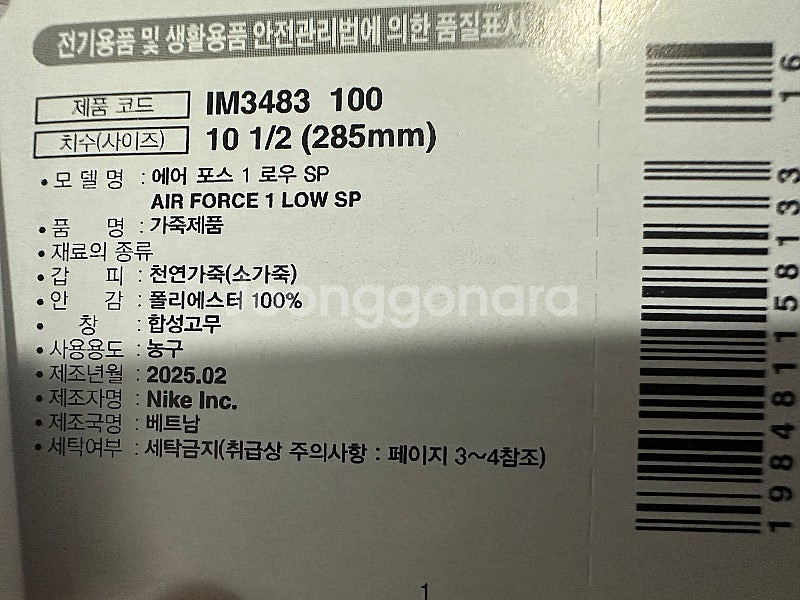 전기용품 및 생활용품 안전관리법에 의한 품질표시
제품 코드 IM3483 100
치수(사이즈) 10 1/2 (285mm)
• 모 델 명 : 에어 포스 1 로우 SP
AIR FORCE 1 LOW SP
• 품 명 : 가죽제품
• 재료의 종류
• 갑 피 : 천연가죽(소가죽)
• 안 감 : 폴리에스터 100%
• 창 : 합성고무
• 사용용도 : 농구
• 제조년월 : 2025.02
• 제조자명 : Nike Inc.
• 제조국명 : 베트남
• 세탁여부 : 세탁금지(취급상 주의사항 : 페이지 3~4참조)
1
198481158133 16